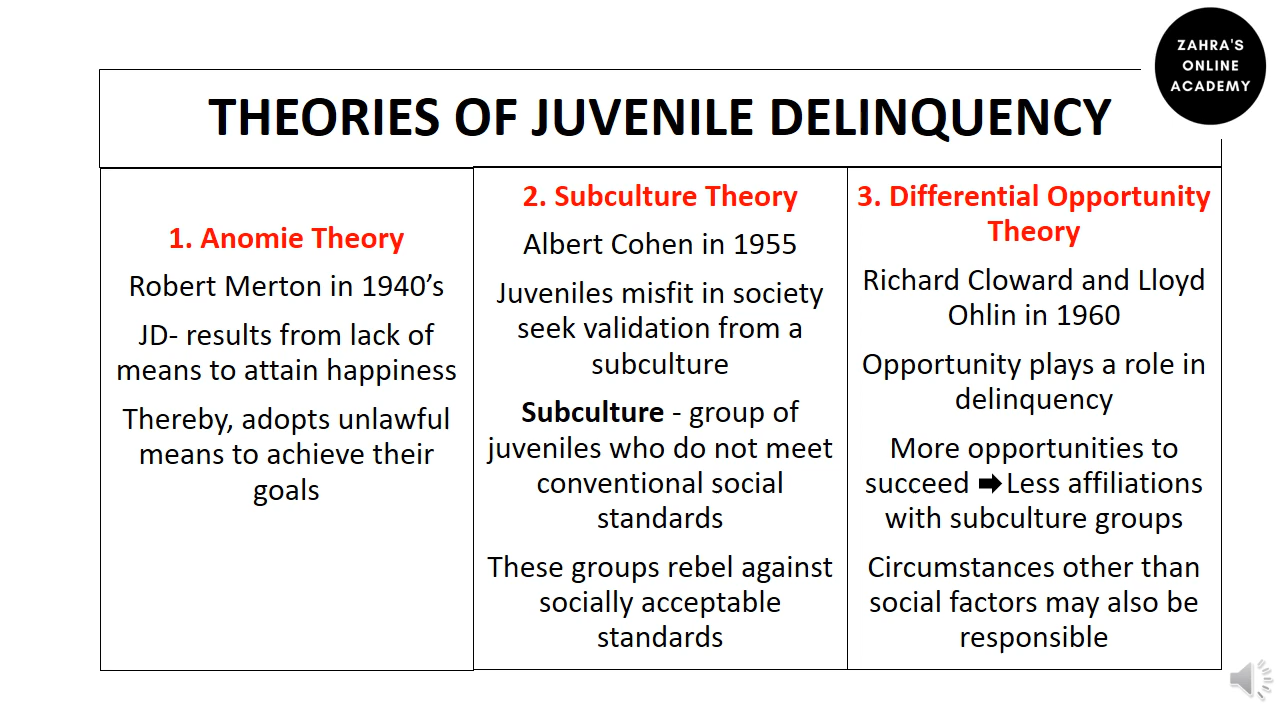 ZAHRA'S
ONLINE
ACADEMY
THEORIES OF JUVENILE DELINQUENCY
1. Anomie Theory
Robert Merton in 1940’s
JD- results from lack of
means to attain happiness
Thereby, adopts unlawful
means to achieve their
goals
2. Subculture Theory
Albert Cohen in 1955
Juveniles misfit in society
seek validation from a
subculture
Subculture - group of
juveniles who do not meet
conventional social
standards
These groups rebel against
socially acceptable
standards
3. Differential Opportunity
Theory
Richard Cloward and Lloyd
Ohlin in 1960
Opportunity plays a role in
delinquency
More opportunities to
succeed 🡆 Less affiliations
with subculture groups
Circumstances other than
social factors may also be
responsible